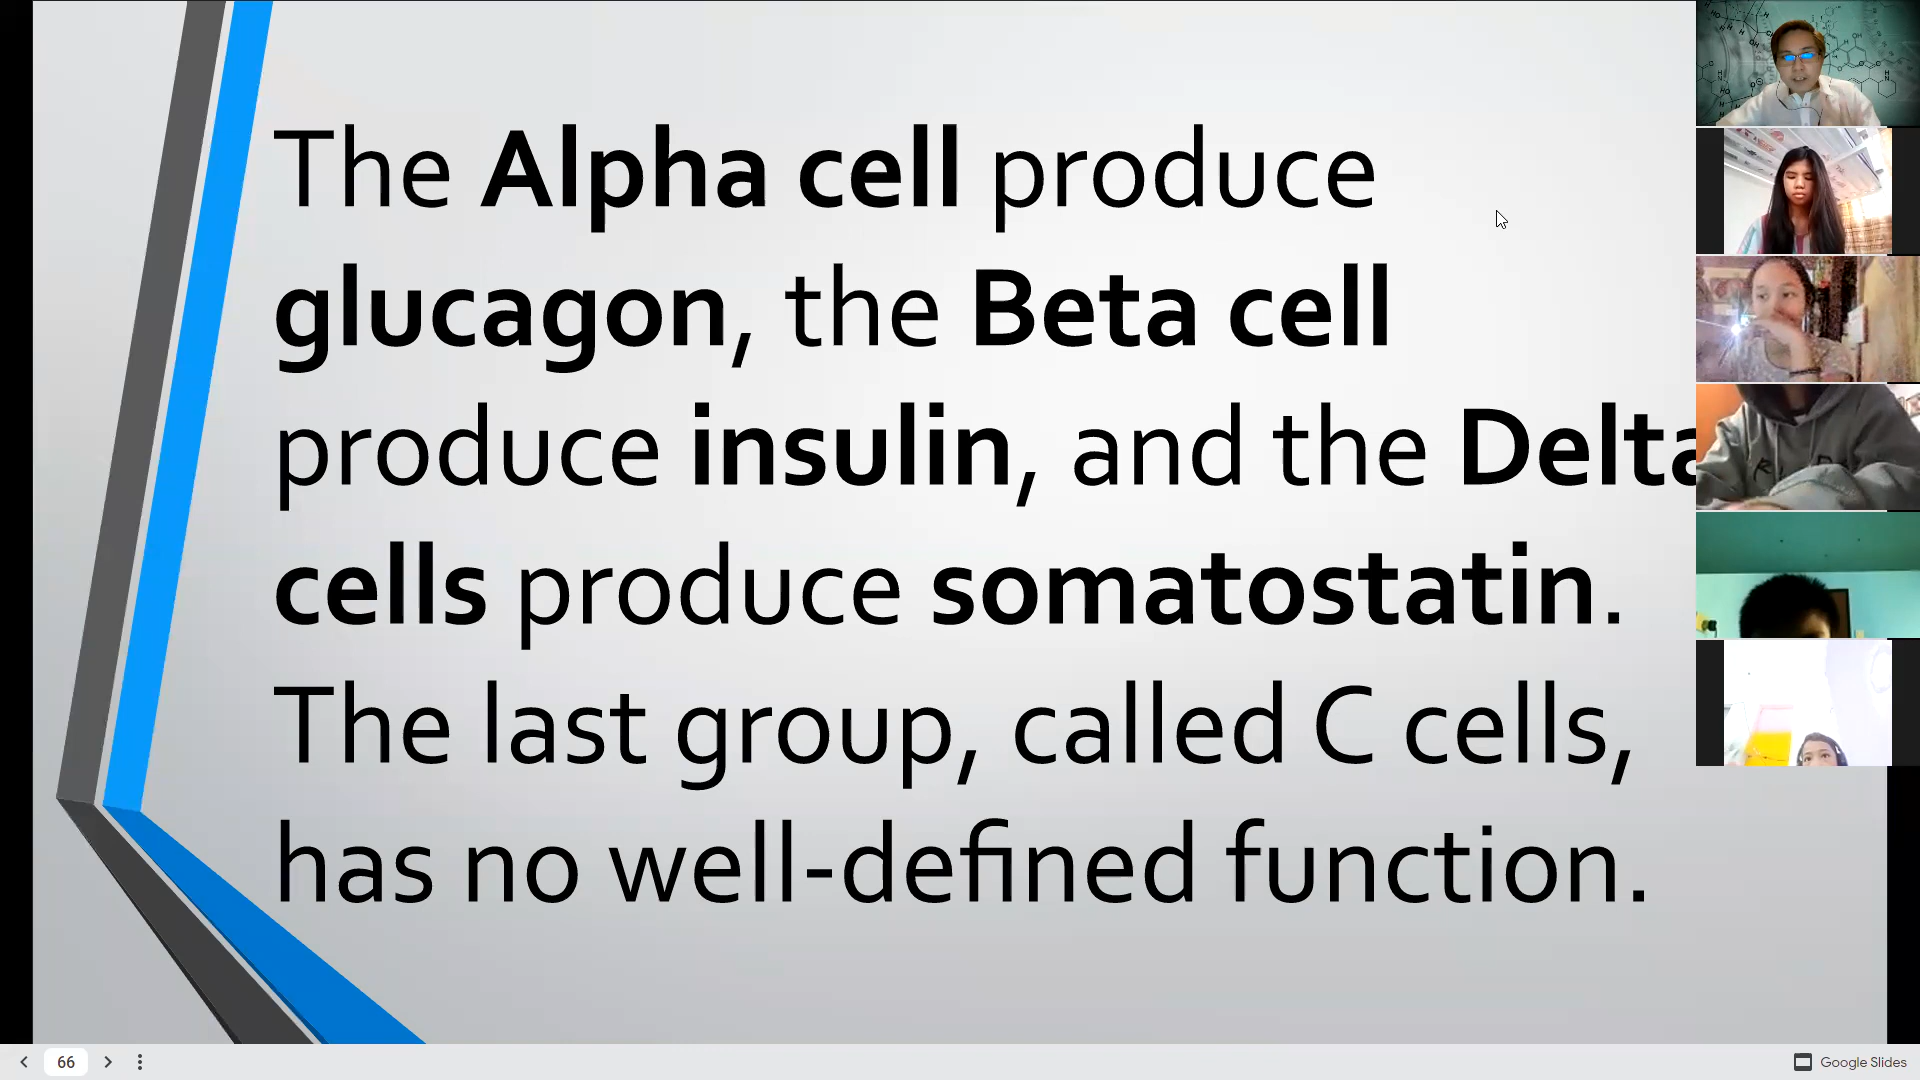 The Alpha cell produce
glucagon, the Beta cell
produce insulin, and the Delta
cells produce somatostatin.
The last group, called C cells,
has no well-defined function.
66
Google Slides